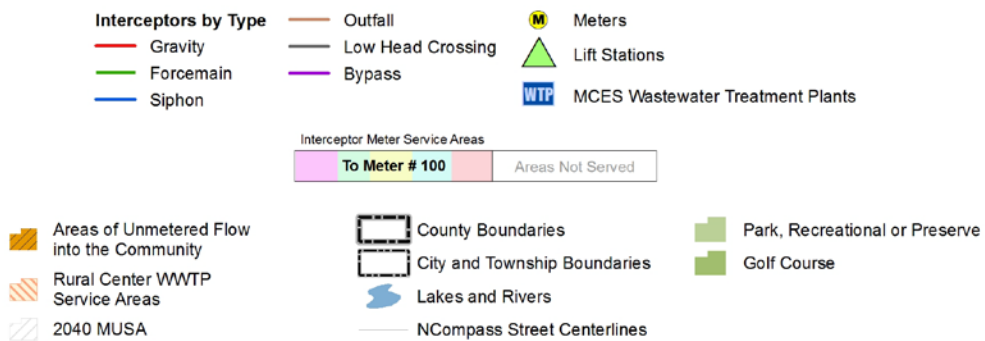 Interceptors by Type
Gravity
Forcemain
Siphon
Outfall
Low Head Crossing
Bypass
M Meters
Lift Stations
WTP MCES Wastewater Treatment Plants
Interceptor Meter Service Areas
To Meter # 100
Areas Not Served
Areas of Unmetered Flow
into the Community
Rural Center WWTP
Service Areas
2040 MUSA
County Boundaries
City and Township Boundaries
Lakes and Rivers
NCompass Street Centerlines
Park, Recreational or Preserve
Golf Course